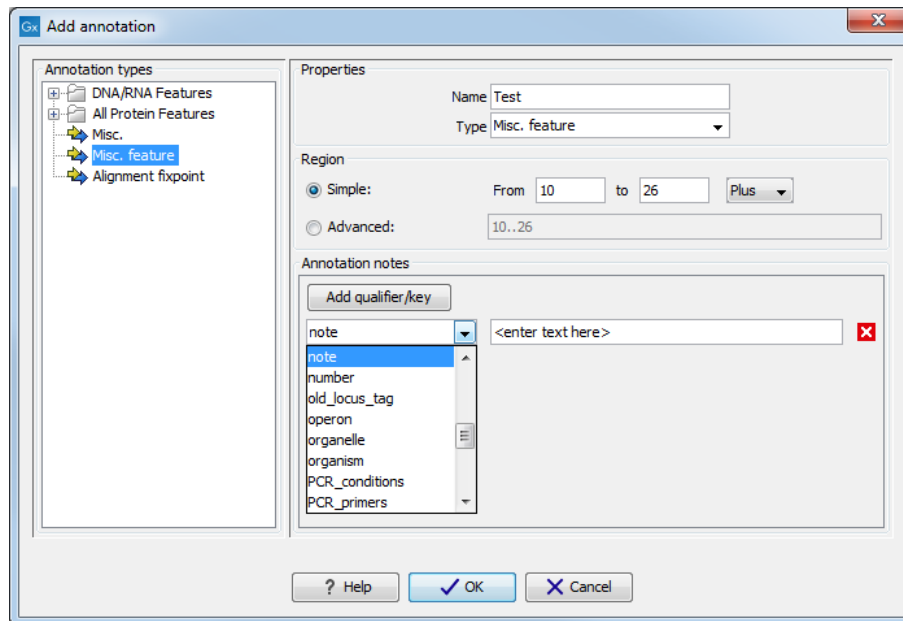 Gx Add annotation
Annotation types
DNA/RNA Features
All Protein Features
Misc.
Misc. feature
Alignment fixpoint
Properties
Name Test
Type Misc. feature
Region
Simple: From 10 to 26 Plus
Advanced: 10..26
Annotation notes
Add qualifier/key
note <enter text here>
note
number
old_locus_tag
operon
organelle
organism
PCR_conditions
PCR_primers
? Help OK Cancel